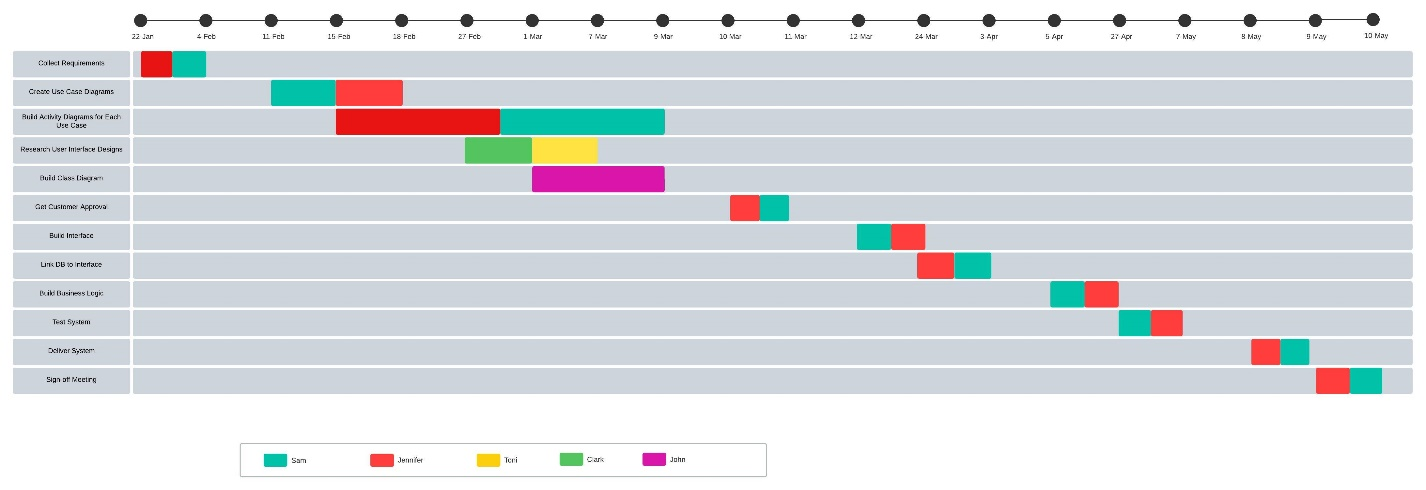 22 Jan 4 Feb 11 Feb 15 Feb 18 Feb 27 Feb 1 Mar 7 Mar 9 Mar 10 Mar 11 Mar 12 Mar 24 Mar 3 Apr 5 Apr 27 Apr 7 May 8 May 9 May 10 May
Collect Requirements
Create Use Case Diagrams
Build Activity Diagrams for Each
Use Case
Research User Interface Designs
Build Class Diagram
Get Customer Approval
Build Interface
Link DB to Interface
Build Business Logic
Test System
Deliver System
Sign off Meeting
Sam Jennifer Toni Clark John